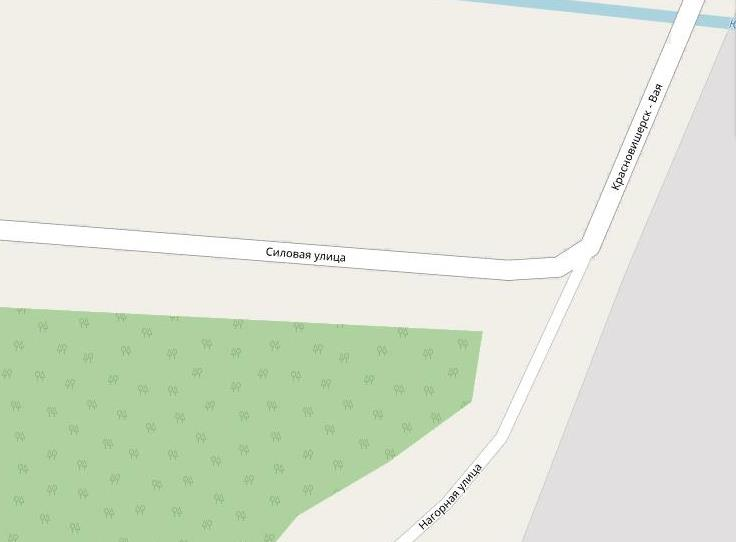 Красновишерск - Вая
Силовая улица
Нагорная улица